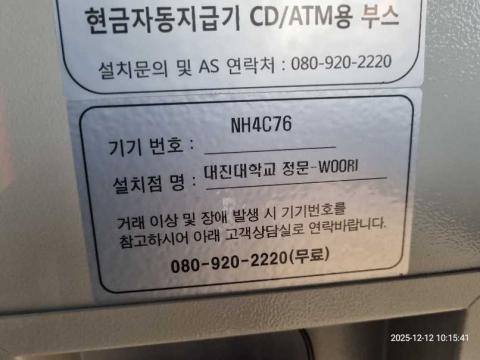 현금자동지급기 CD/ATM용 부스
설치문의 및 AS 연락처 : 080-920-2220
기기 번호 : NH4C76
설치점 명 : 대진대학교 정문-WOORI
거래 이상 및 장애 발생 시 기기번호를
참고하시어 아래 고객상담실로 연락바랍니다.
080-920-2220(무료)
2025-12-12 10:15:41